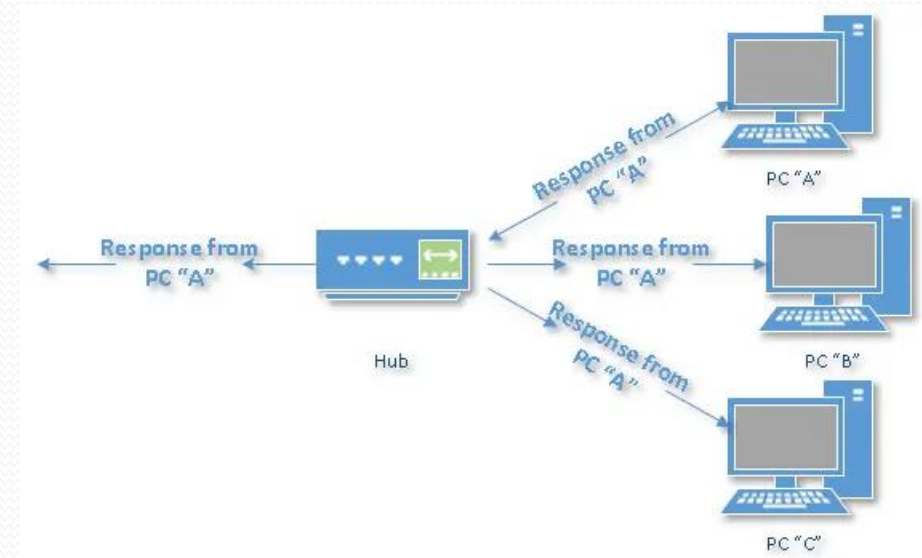 Response from
PC "A"
PC "A"
Response from
PC "A"
Response from
PC "A"
Hub
PC "B"
Response from
PC "A"
PC "C"